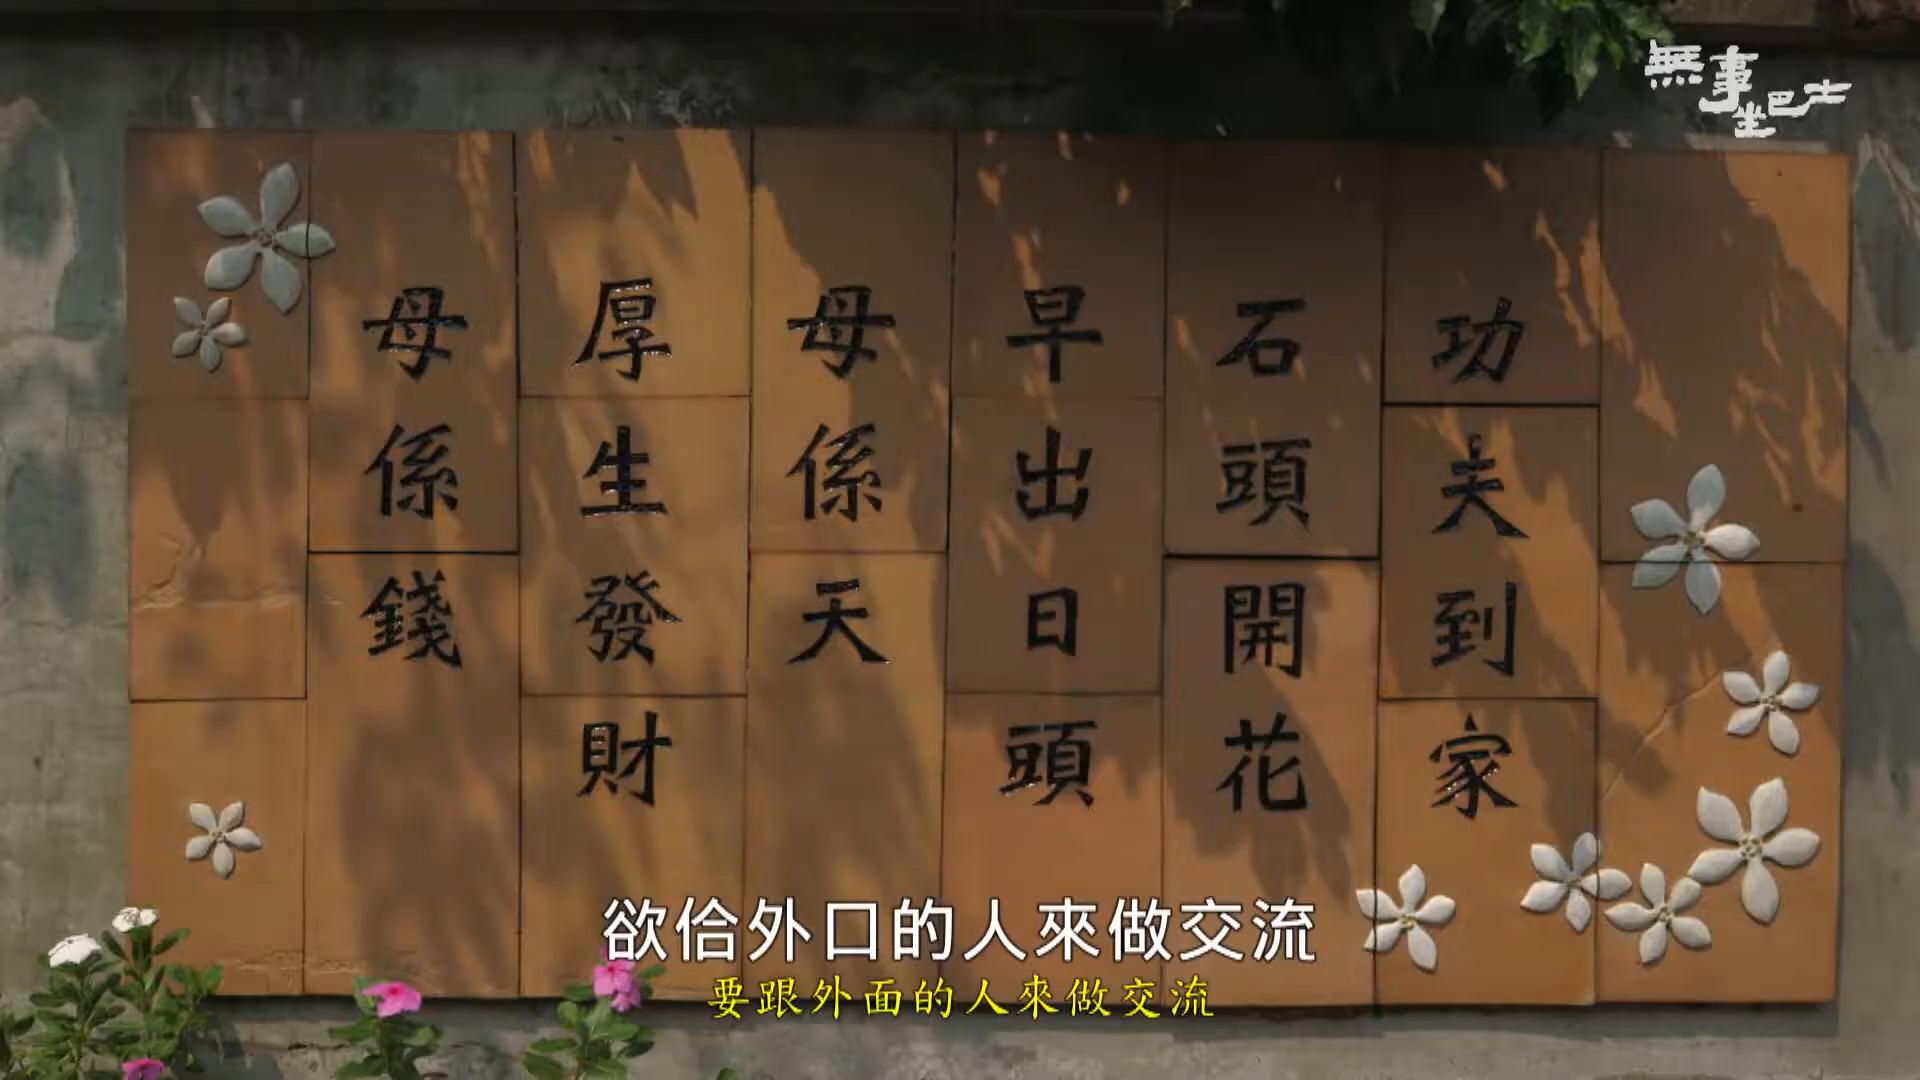 無事坐巴士
功夫到家
石頭開花
早出日頭
母係天
厚生發財
母係錢
欲佮外口的人來做交流
要跟外面的人來做交流